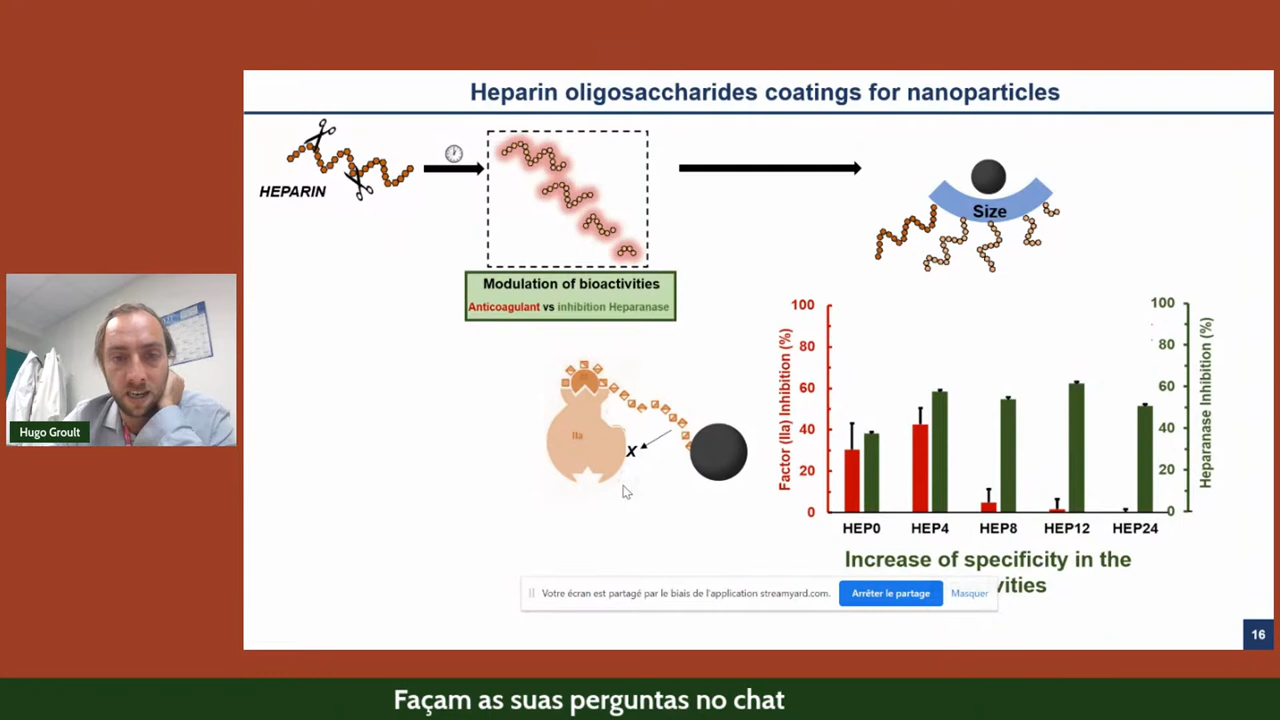 Heparin oligosaccharides coatings for nanoparticles
HEPARIN
Size
Modulation of bioactivities
Anticoagulant vs inhibition Heparanase
IIa
X
Factor (IIa) Inhibition (%)
100
80
60
40
20
0
100
80
60
40
20
0
Heparanase Inhibition (%)
HEP0 HEP4 HEP8 HEP12 HEP24
Increase of specificity in the
vities
Votre écran est partagé par le biais de l'application streamyard.com. Arrêter le partage Masquer
16
Hugo Groult
Façam as suas perguntas no chat